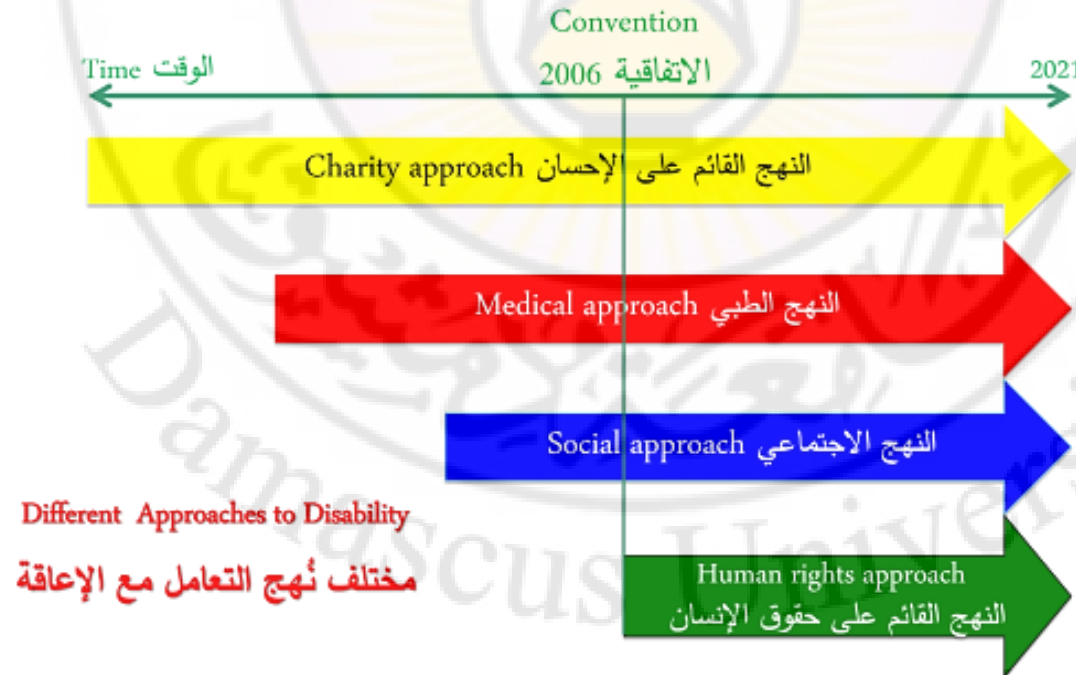 Convention
Time الوقت
الاتفاقية 2006
2021
Charity approach النهج القائم على الإحسان
Medical approach النهج الطبي
Social approach النهج الاجتماعي
Different Approaches to Disability
مختلف نُهج التعامل مع الإعاقة
Human rights approach
النهج القائم على حقوق الإنسان
Damascus Univer